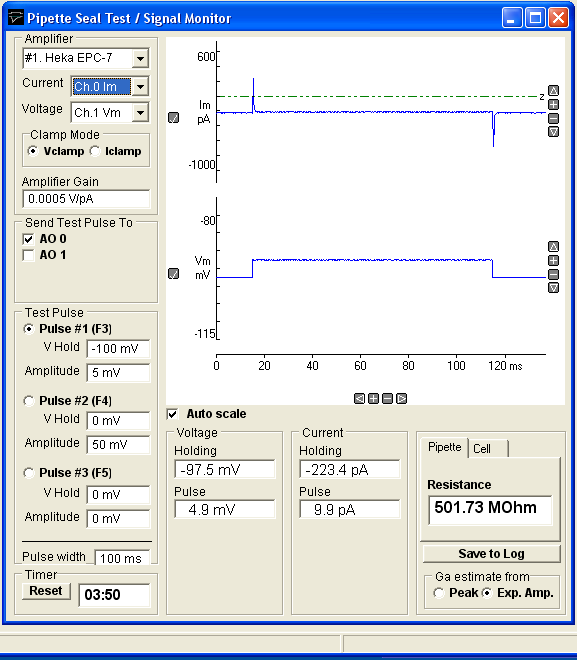 Pipette Seal Test / Signal Monitor
Amplifier
#1. Heka EPC-7
Current Ch.0 Im
Voltage Ch.1 Vm
Clamp Mode
Vclamp Iclamp
Amplifier Gain
0.0005 V/pA
Send Test Pulse To
AO 0
AO 1
Test Pulse
Pulse #1 (F3)
V Hold -100 mV
Amplitude 5 mV
Pulse #2 (F4)
V Hold 0 mV
Amplitude 50 mV
Pulse #3 (F5)
V Hold 0 mV
Amplitude 0 mV
Pulse width 100 ms
Timer
Reset 03:50
600
z
Im
pA
-1000
-80
Vm
mV
-115
0 20 40 60 80 100 120 ms
Auto scale
Voltage
Holding
-97.5 mV
Pulse
4.9 mV
Current
Holding
-223.4 pA
Pulse
9.9 pA
Pipette Cell
Resistance
501.73 MOhm
Save to Log
Ga estimate from
Peak Exp. Amp.